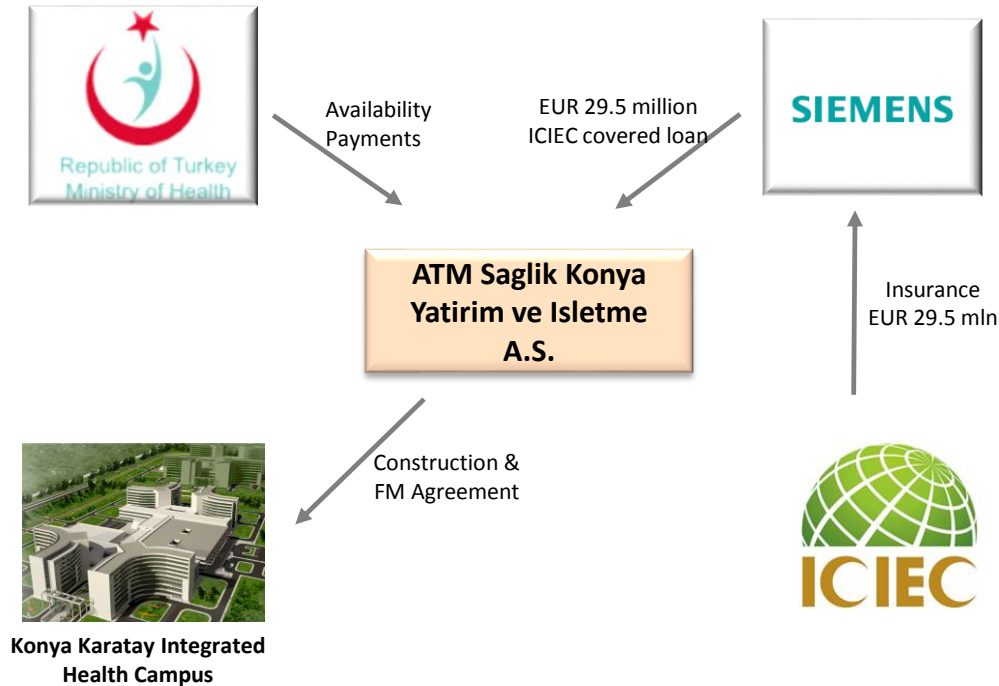 Republic of Turkey
Ministry of Health
Availability
Payments
EUR 29.5 million
ICIEC covered loan
SIEMENS
ATM Saglik Konya
Yatirim ve Isletme
A.S.
Insurance
EUR 29.5 mln
Construction &
FM Agreement
ICIEC
Konya Karatay Integrated
Health Campus